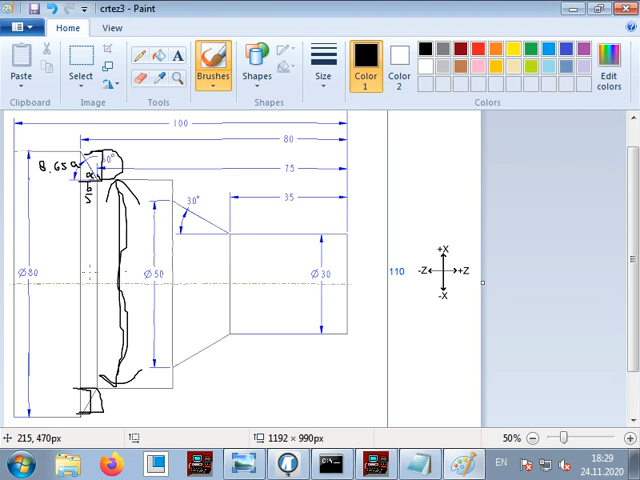 crtez3 - Paint
Home
View
Paste
Select
Brushes
Shapes
Size
Color
1
Color
2
Edit
colors
Clipboard
Image
Tools
Shapes
Colors
100
80
75
35
8.65
a
b
5
30°
Ø80
Ø50
Ø30
110
+X
-Z
+Z
-X
215, 470px
1192 × 990px
50%
EN
18:29
24.11.2020